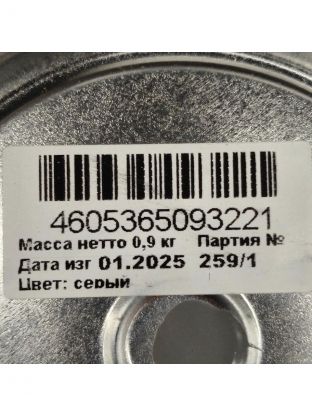 4605365093221
Масса нетто 0,9 кг Партия №
Дата изг 01.2025 259/1
Цвет: серый